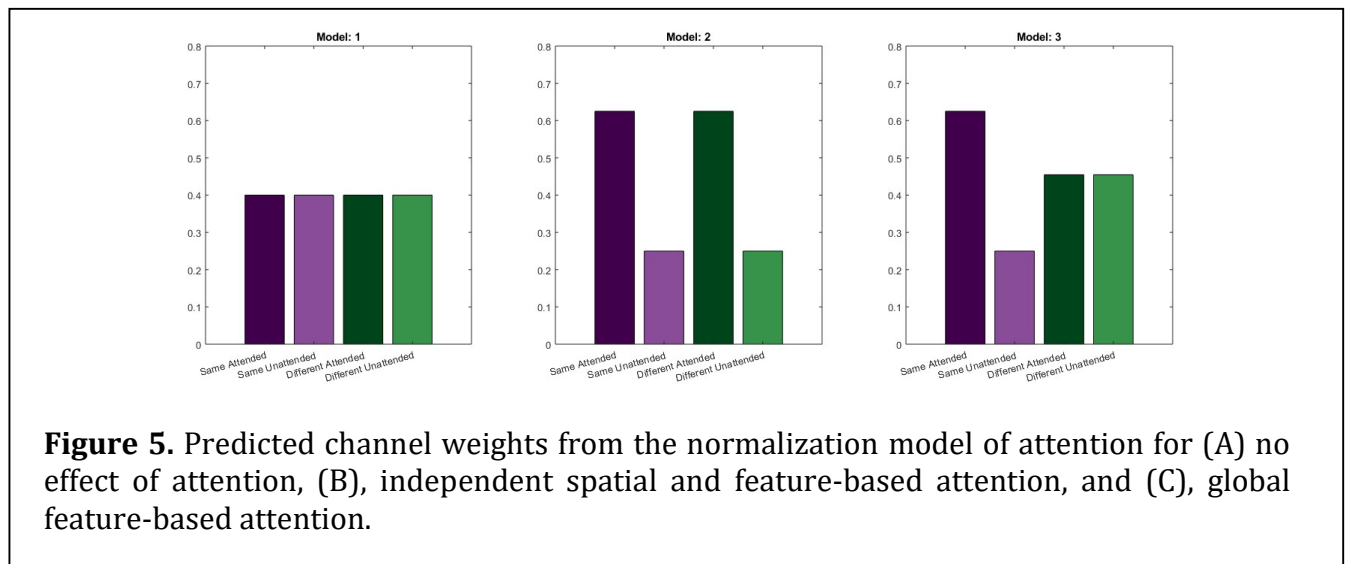 Model: 1
0.8
0.7
0.6
0.5
0.4
0.3
0.2
0.1
0
Same Attended
Same Unattended
Different Attended
Different Unattended
Model: 2
0.8
0.7
0.6
0.5
0.4
0.3
0.2
0.1
0
Same Attended
Same Unattended
Different Attended
Different Unattended
Model: 3
0.8
0.7
0.6
0.5
0.4
0.3
0.2
0.1
0
Same Attended
Same Unattended
Different Attended
Different Unattended
Figure 5. Predicted channel weights from the normalization model of attention for (A) no
effect of attention, (B), independent spatial and feature-based attention, and (C), global
feature-based attention.